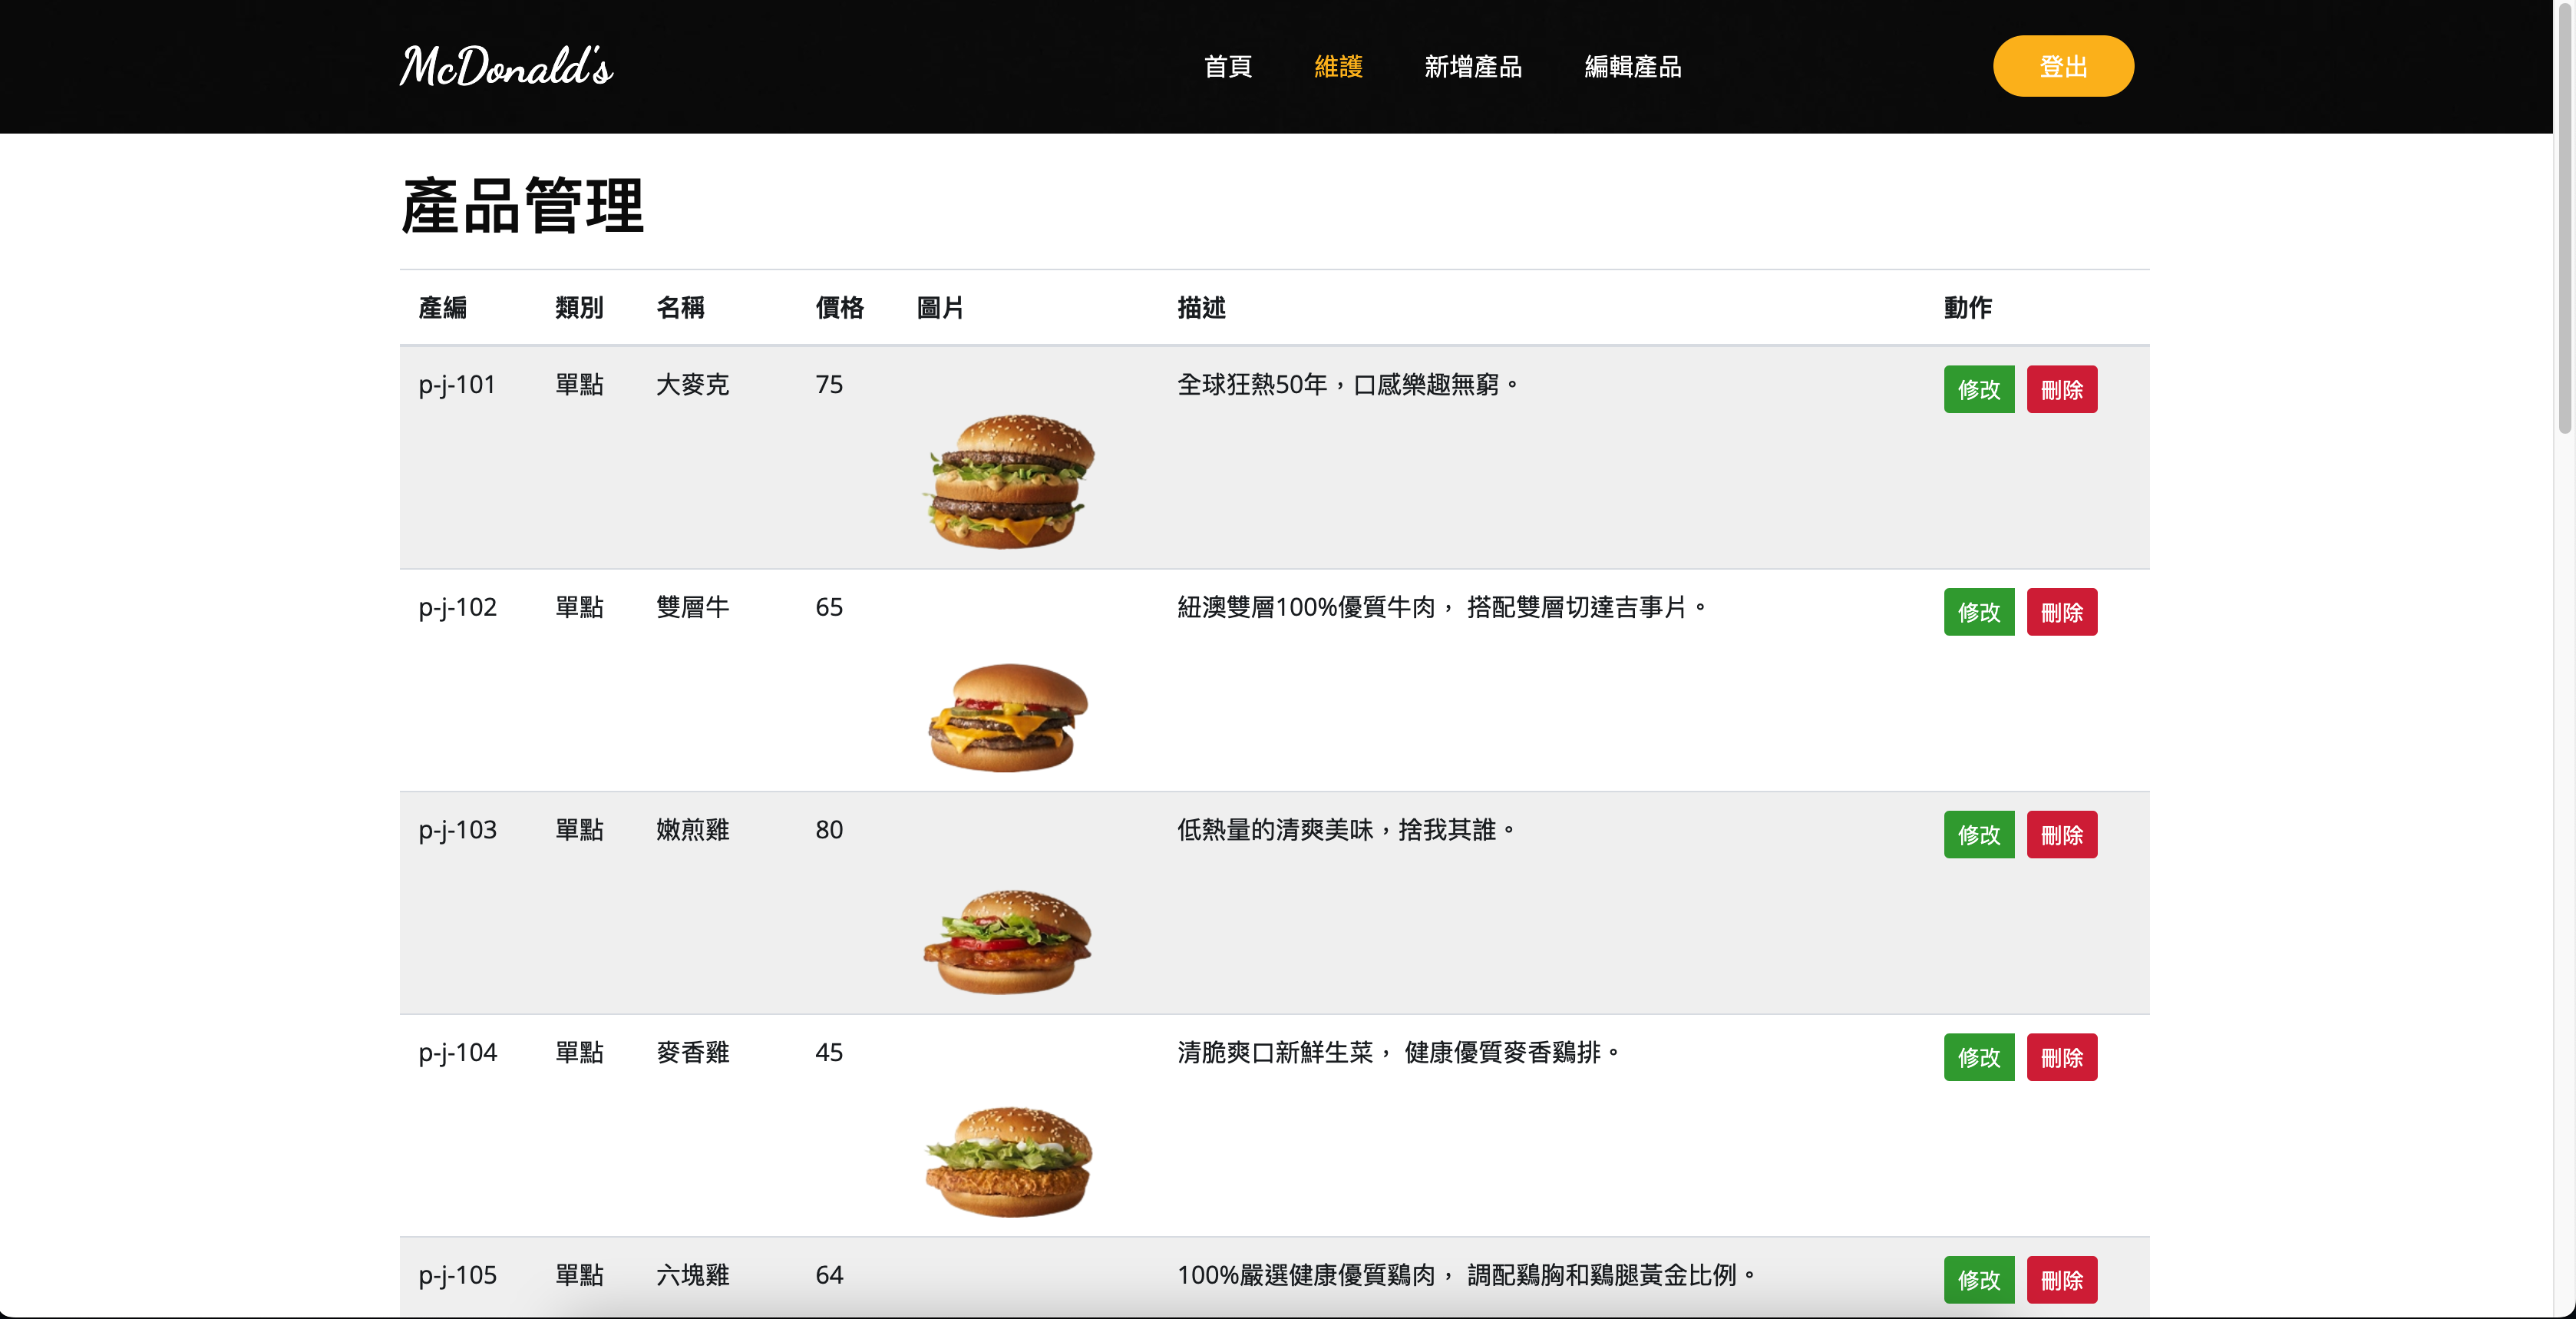 McDonald's
首頁 維護 新增產品 編輯產品 登出
產品管理
產編 類別 名稱 價格 圖片 描述 動作
p-j-101 單點 大麥克 75 全球狂熱50年，口感樂趣無窮。 修改 刪除
p-j-102 單點 雙層牛 65 紐澳雙層100%優質牛肉， 搭配雙層切達吉事片。 修改 刪除
p-j-103 單點 嫩煎雞 80 低熱量的清爽美味，捨我其誰。 修改 刪除
p-j-104 單點 麥香雞 45 清脆爽口新鮮生菜， 健康優質麥香鷄排。 修改 刪除
p-j-105 單點 六塊雞 64 100%嚴選健康優質鷄肉， 調配鷄胸和鷄腿黃金比例。 修改 刪除